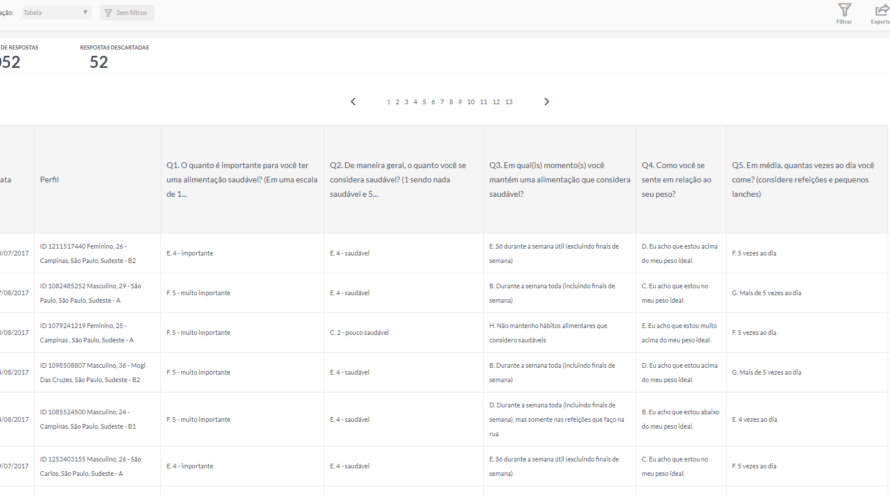 ação: Tabela Sem filtros Filtrar Exporta
DE RESPOSTAS RESPOSTAS DESCARTADAS
052 52
1 2 3 4 5 6 7 8 9 10 11 12 13
ata
Perfil
Q1. O quanto é importante para você ter
uma alimentação saudável? (Em uma escala
de 1...
Q2. De maneira geral, o quanto você se
considera saudável? (1 sendo nada
saudável e 5...
Q3. Em qual(is) momento(s) você
mantém uma alimentação que considera
saudável?
Q4. Como você se
sente em relação ao
seu peso?
Q5. Em média, quantas vezes ao dia você
come? (considere refeições e pequenos
lanches)
/07/2017
ID 1211517440 Feminino, 26 -
Campinas, São Paulo, Sudeste - B2
E. 4 - importante
E. 4 - saudável
E. Só durante a semana útil (excluindo finais de
semana)
D. Eu acho que estou acima
do meu peso ideal.
F. 5 vezes ao dia
/08/2017
ID 1082485252 Masculino, 29 - São
Paulo, São Paulo, Sudeste - A
F. 5 - muito importante
E. 4 - saudável
B. Durante a semana toda (incluindo finais de
semana)
C. Eu acho que estou no
meu peso ideal.
G. Mais de 5 vezes ao dia
/08/2017
ID 1079241219 Feminino, 25 -
Campinas , São Paulo, Sudeste - A
F. 5 - muito importante
C. 2 - pouco saudável
H. Não mantenho hábitos alimentares que
considero saudáveis
E. Eu acho que estou muito
acima do meu peso ideal.
F. 5 vezes ao dia
/08/2017
ID 1098508807 Masculino, 36 - Mogi
Das Cruzes, São Paulo, Sudeste - B2
F. 5 - muito importante
E. 4 - saudável
B. Durante a semana toda (incluindo finais de
semana)
D. Eu acho que estou acima
do meu peso ideal.
G. Mais de 5 vezes ao dia
/08/2017
ID 1085524500 Masculino, 24 -
Campinas, São Paulo, Sudeste - B1
F. 5 - muito importante
E. 4 - saudável
D. Durante a semana toda (incluindo finais de
semana), mas somente nas refeições que faço na
rua
B. Eu acho que estou abaixo
do meu peso ideal.
E. 4 vezes ao dia
/07/2017
ID 1253403155 Masculino, 26 - São
Carlos, São Paulo, Sudeste - A
E. 4 - importante
E. 4 - saudável
E. Só durante a semana útil (excluindo finais de
semana)
C. Eu acho que estou no
meu peso ideal.
F. 5 vezes ao dia